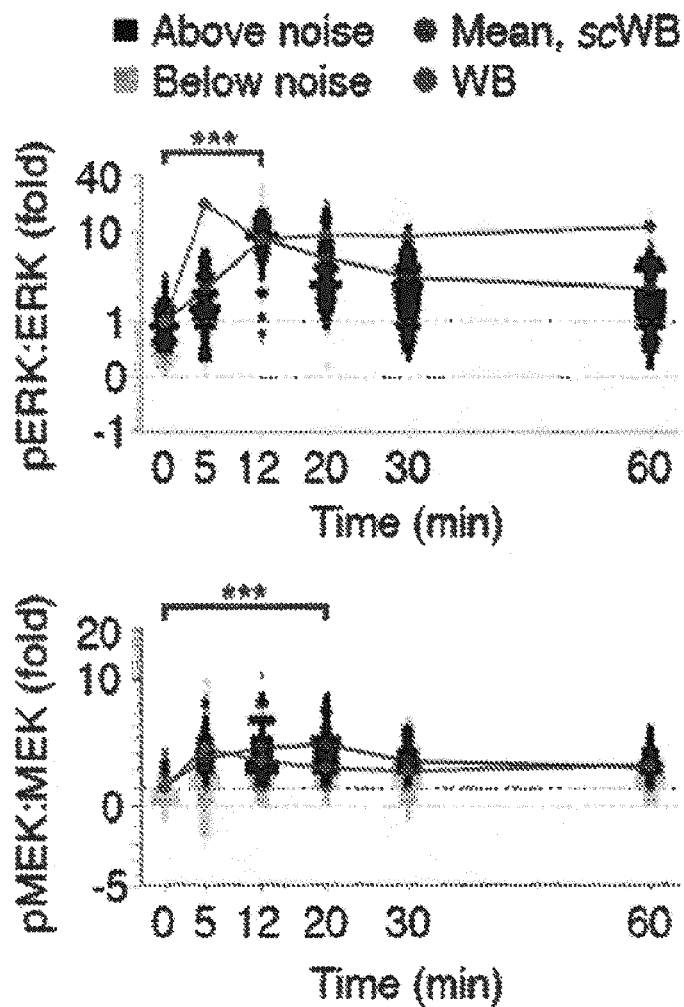 Above noise Mean, scWB
Below noise WB
***
pERK:ERK (fold)
40
10
1
0
-1
0 5 12 20 30 60
Time (min)
***
pMEK:MEK (fold)
20
10
0
-5
0 5 12 20 30 60
Time (min)